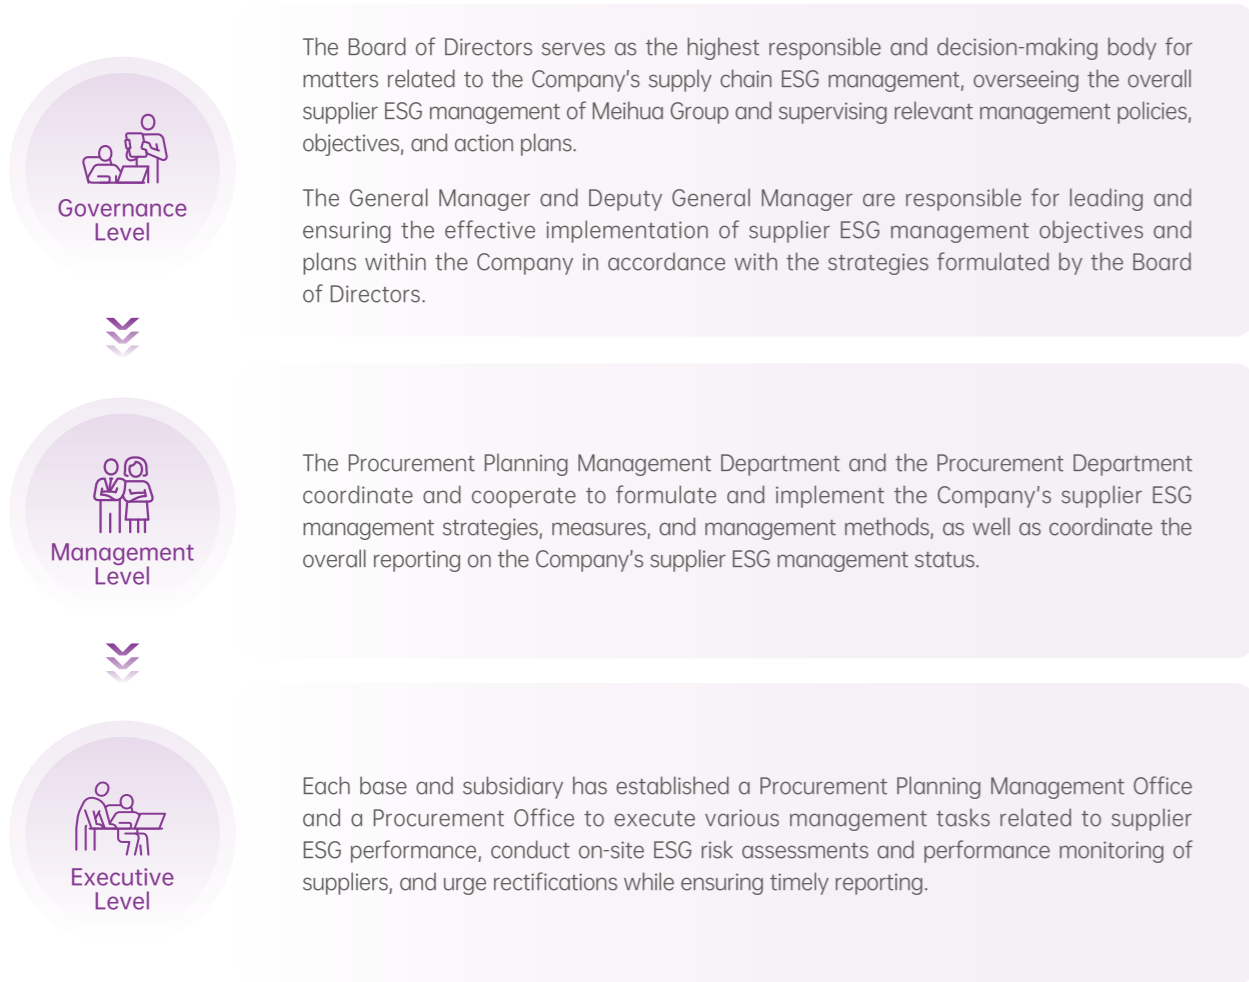 The Board of Directors serves as the highest responsible and decision-making body for
matters related to the Company's supply chain ESG management, overseeing the overall
supplier ESG management of Meihua Group and supervising relevant management policies,
objectives, and action plans.
Governance
Level
The General Manager and Deputy General Manager are responsible for leading and
ensuring the effective implementation of supplier ESG management objectives and
plans within the Company in accordance with the strategies formulated by the Board
of Directors.
Management
Level
The Procurement Planning Management Department and the Procurement Department
coordinate and cooperate to formulate and implement the Company's supplier ESG
management strategies, measures, and management methods, as well as coordinate the
overall reporting on the Company's supplier ESG management status.
Executive
Level
Each base and subsidiary has established a Procurement Planning Management Office
and a Procurement Office to execute various management tasks related to supplier
ESG performance, conduct on-site ESG risk assessments and performance monitoring of
suppliers, and urge rectifications while ensuring timely reporting.